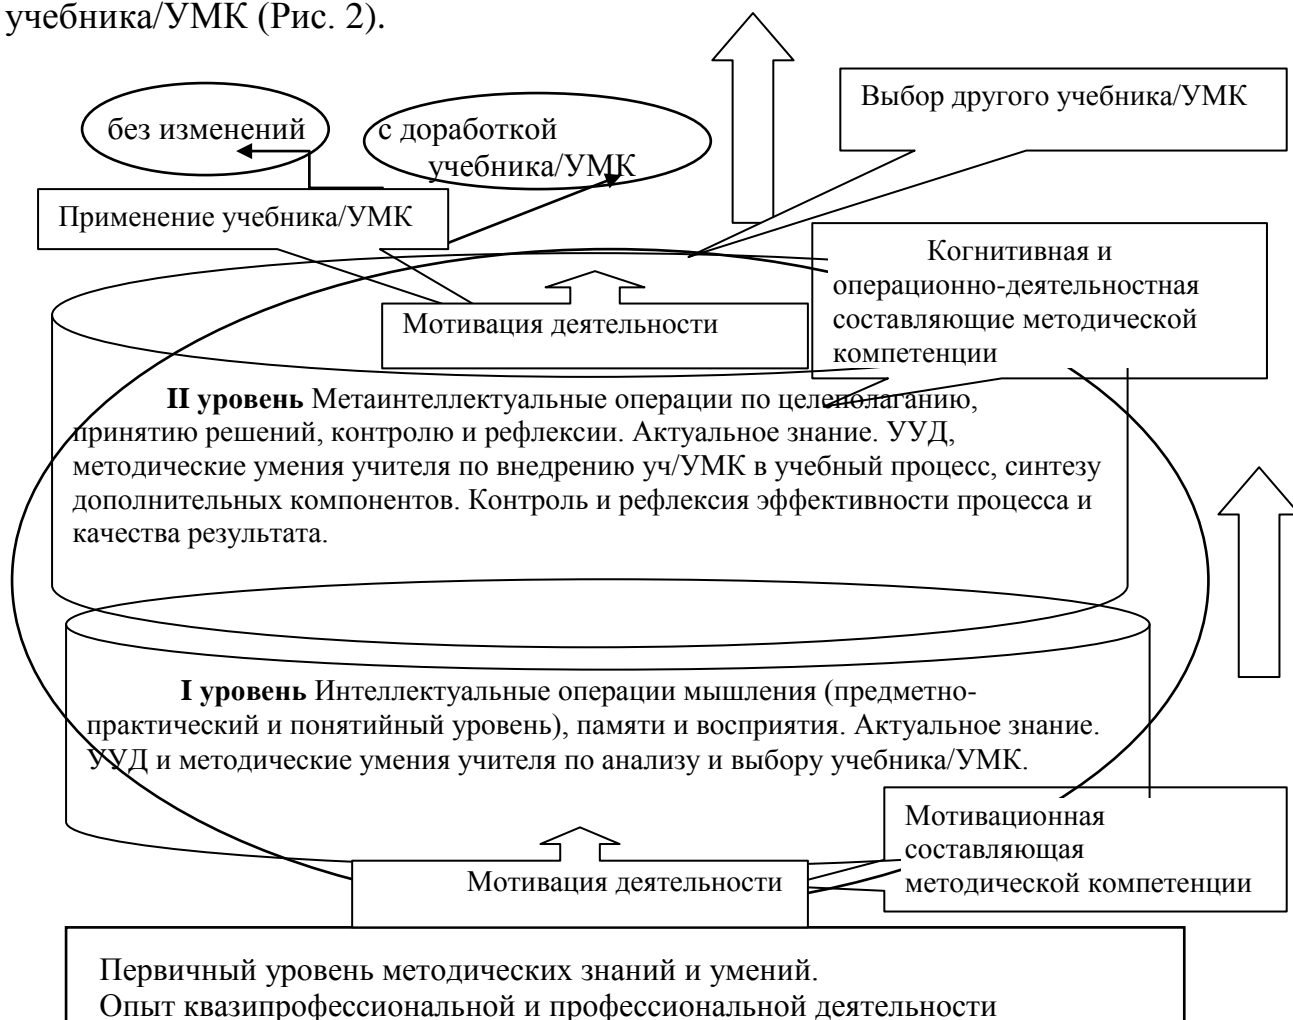 учебника/УМК (Рис. 2).
Выбор другого учебника/УМК
без изменений
с доработкой
учебника/УМК
Применение учебника/УМК
Когнитивная и
операционно-деятельностная
составляющие методической
компетенции
Мотивация деятельности
II уровень Метаинтеллектуальные операции по целеполаганию,
принятию решений, контролю и рефлексии. Актуальное знание. УУД,
методические умения учителя по внедрению уч/УМК в учебный процесс, синтезу
дополнительных компонентов. Контроль и рефлексия эффективности процесса и
качества результата.
I уровень Интеллектуальные операции мышления (предметно-
практический и понятийный уровень), памяти и восприятия. Актуальное знание.
УУД и методические умения учителя по анализу и выбору учебника/УМК.
Мотивационная
составляющая
методической компетенции
Мотивация деятельности
Первичный уровень методических знаний и умений.
Опыт квазипрофессиональной и профессиональной деятельности